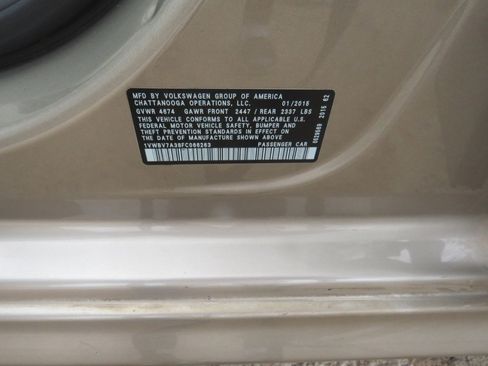 MFD BY VOLKSWAGEN GROUP OF AMERICA
CHATTANOOGA OPERATIONS, LLC. 01/2015
GVWR 4674 GAWR FRONT 2447 / REAR 2337 LBS
THIS VEHICLE CONFORMS TO ALL APPLICABLE U.S.
FEDERAL MOTOR VEHICLE SAFETY, BUMPER AND
THEFT PREVENTION STANDARDS IN EFFECT ON
THE DATE OF MANUFACTURE SHOWN ABOVE.
1VWBV7A38FC066263 PASSENGER CAR